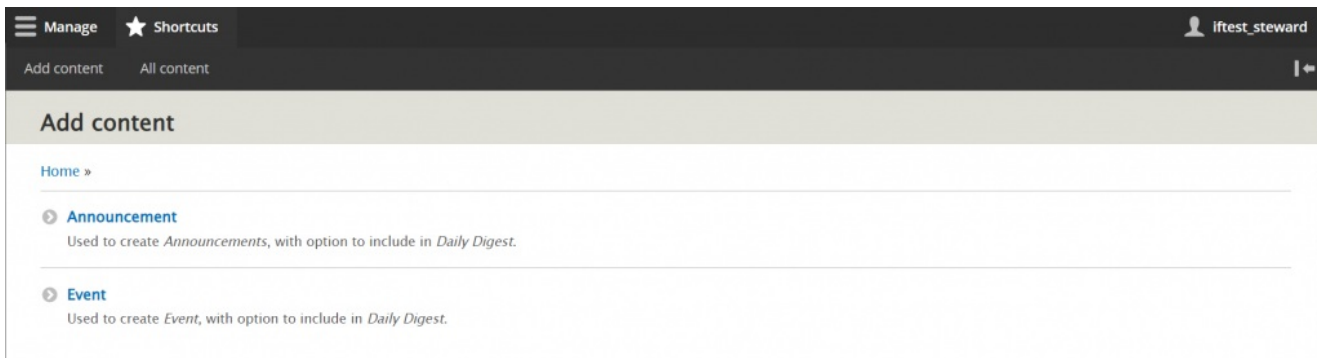 Manage Shortcuts iftest_steward
Add content All content
Add content
Home »
Announcement
Used to create Announcements, with option to include in Daily Digest.
Event
Used to create Event, with option to include in Daily Digest.